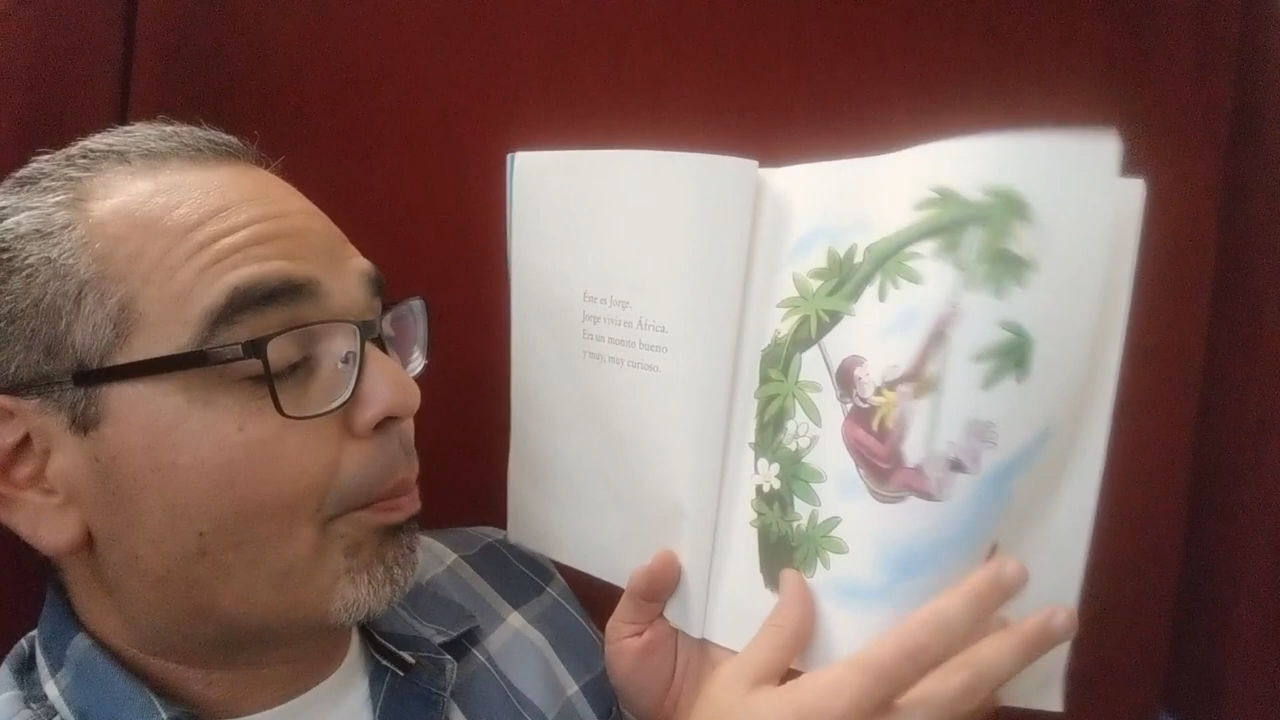 Éste es Jorge.
Jorge vivía en África.
Era un monito bueno
y muy, muy curioso.